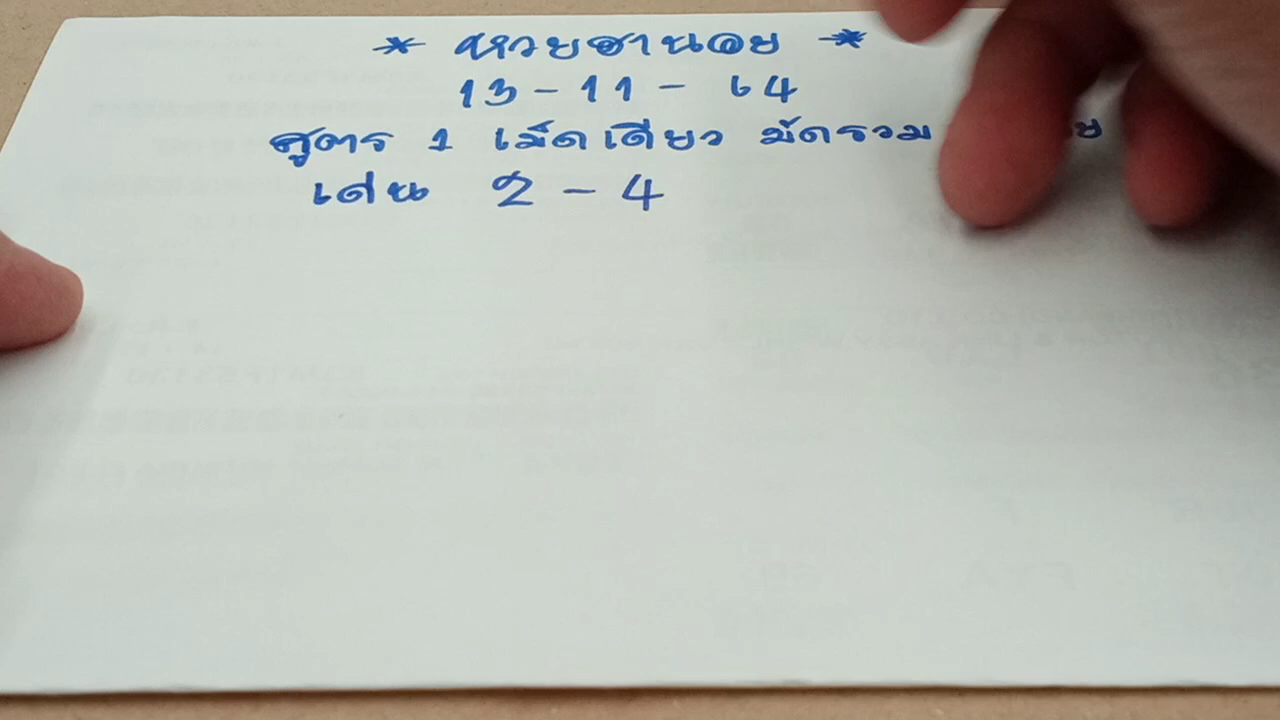 * หวยฮานอย *
13 - 11 - 64
สูตร 1 เม็ดเดียว มัดรวม
เด่น 2 - 4